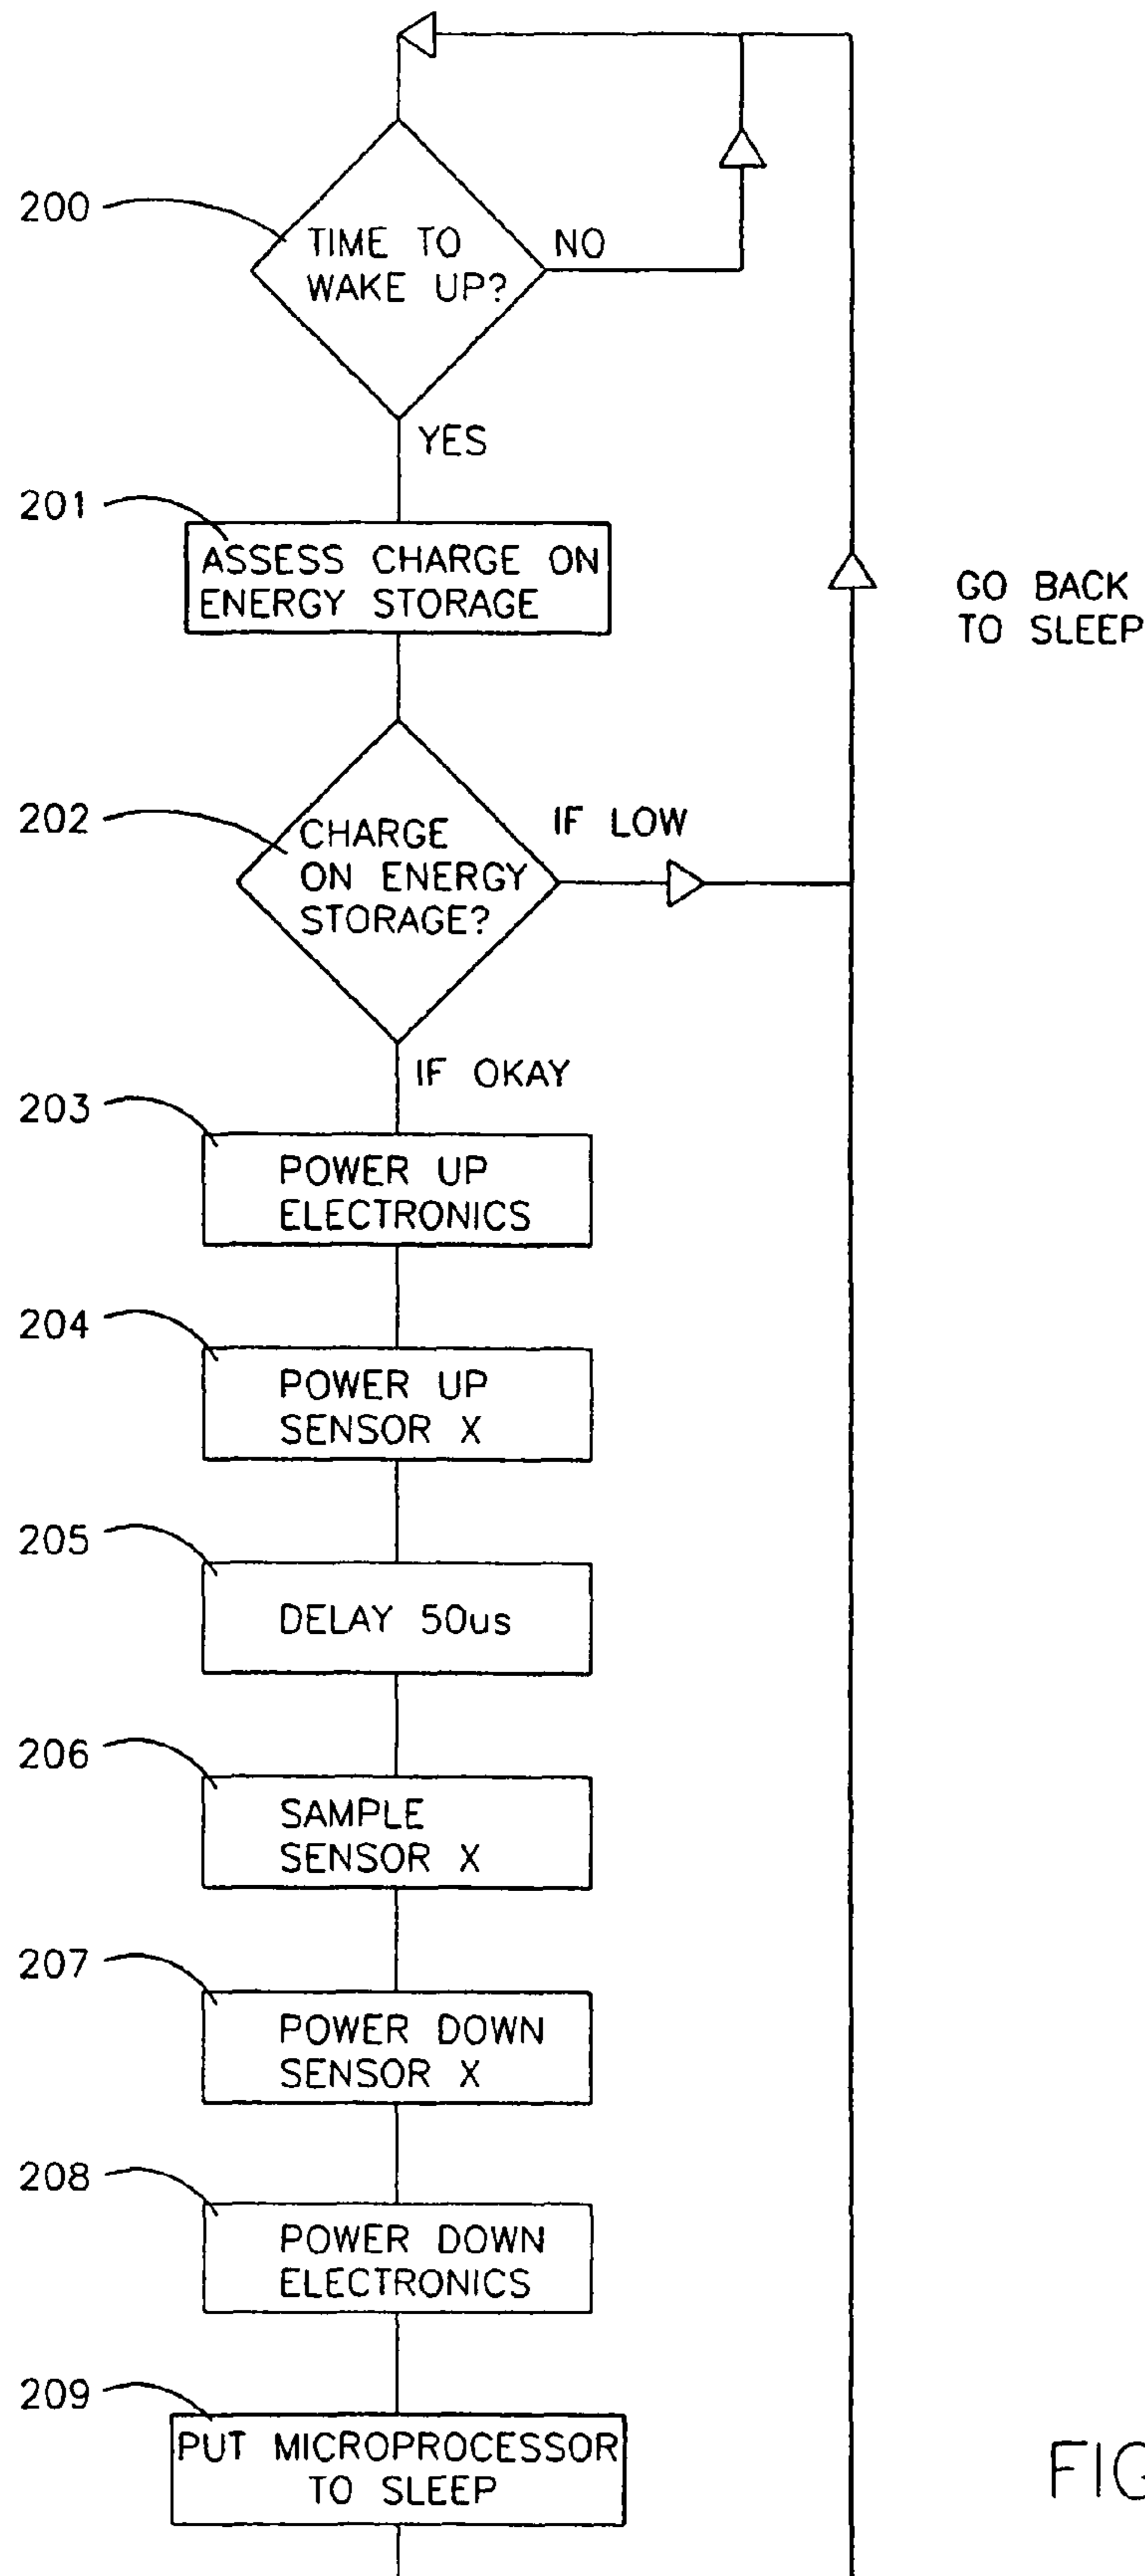 200
TIME TO
WAKE UP?
NO
YES
201
ASSESS CHARGE ON
ENERGY STORAGE
GO BACK
TO SLEEP
202
CHARGE
ON ENERGY
STORAGE?
IF LOW
IF OKAY
203
POWER UP
ELECTRONICS
204
POWER UP
SENSOR X
205
DELAY 50us
206
SAMPLE
SENSOR X
207
POWER DOWN
SENSOR X
208
POWER DOWN
ELECTRONICS
209
PUT MICROPROCESSOR
TO SLEEP
FIG